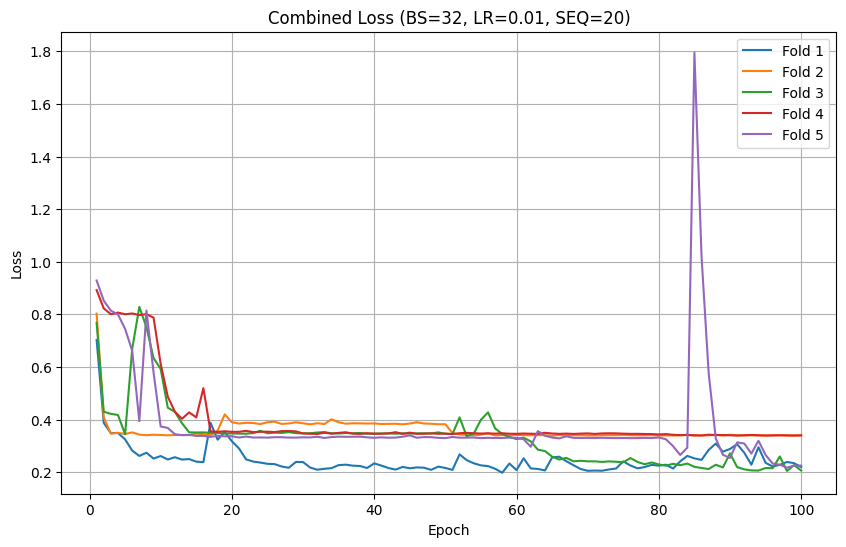 Combined Loss (BS=32, LR=0.01, SEQ=20)
Fold 1
Fold 2
Fold 3
Fold 4
Fold 5
Loss
1.8
1.6
1.4
1.2
1.0
0.8
0.6
0.4
0.2
0
20
40
60
80
100
Epoch